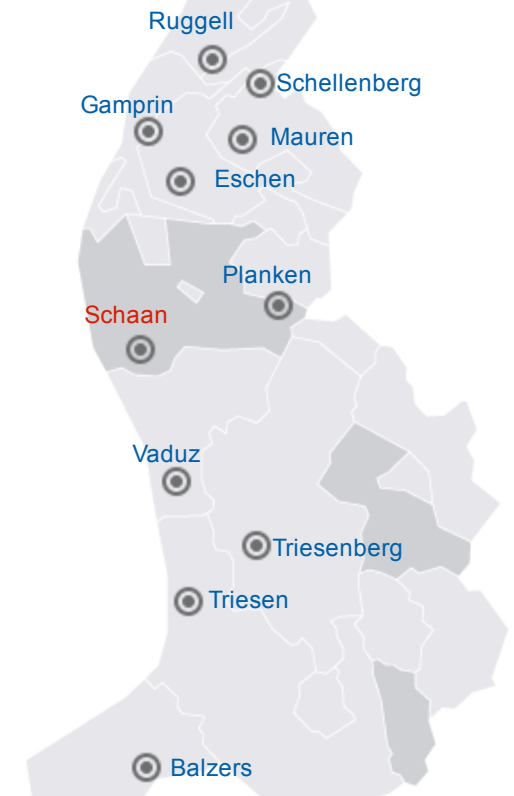 Ruggell
Schellenberg
Gamprin
Mauren
Eschen
Planken
Schaan
Vaduz
Triesenberg
Triesen
Balzers